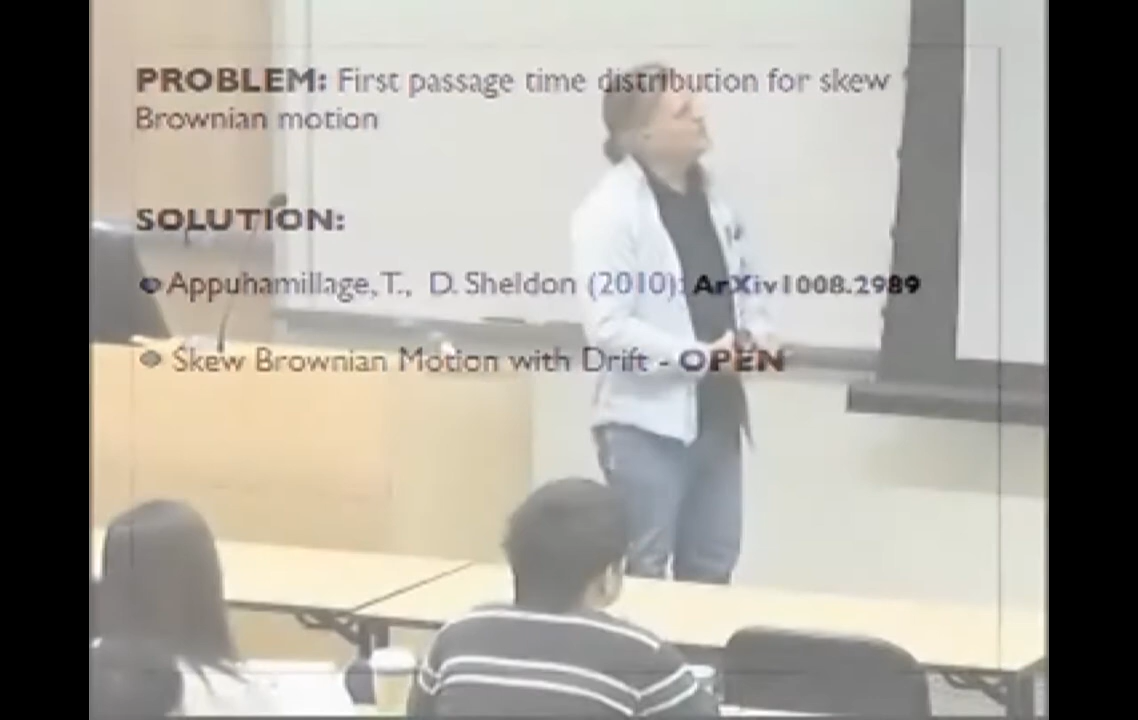 PROBLEM: First passage time distribution for skew
Brownian motion
SOLUTION:
Appuhamillage, T., D. Sheldon (2010): ArXiv1008.2989
Skew Brownian Motion with Drift - OPEN